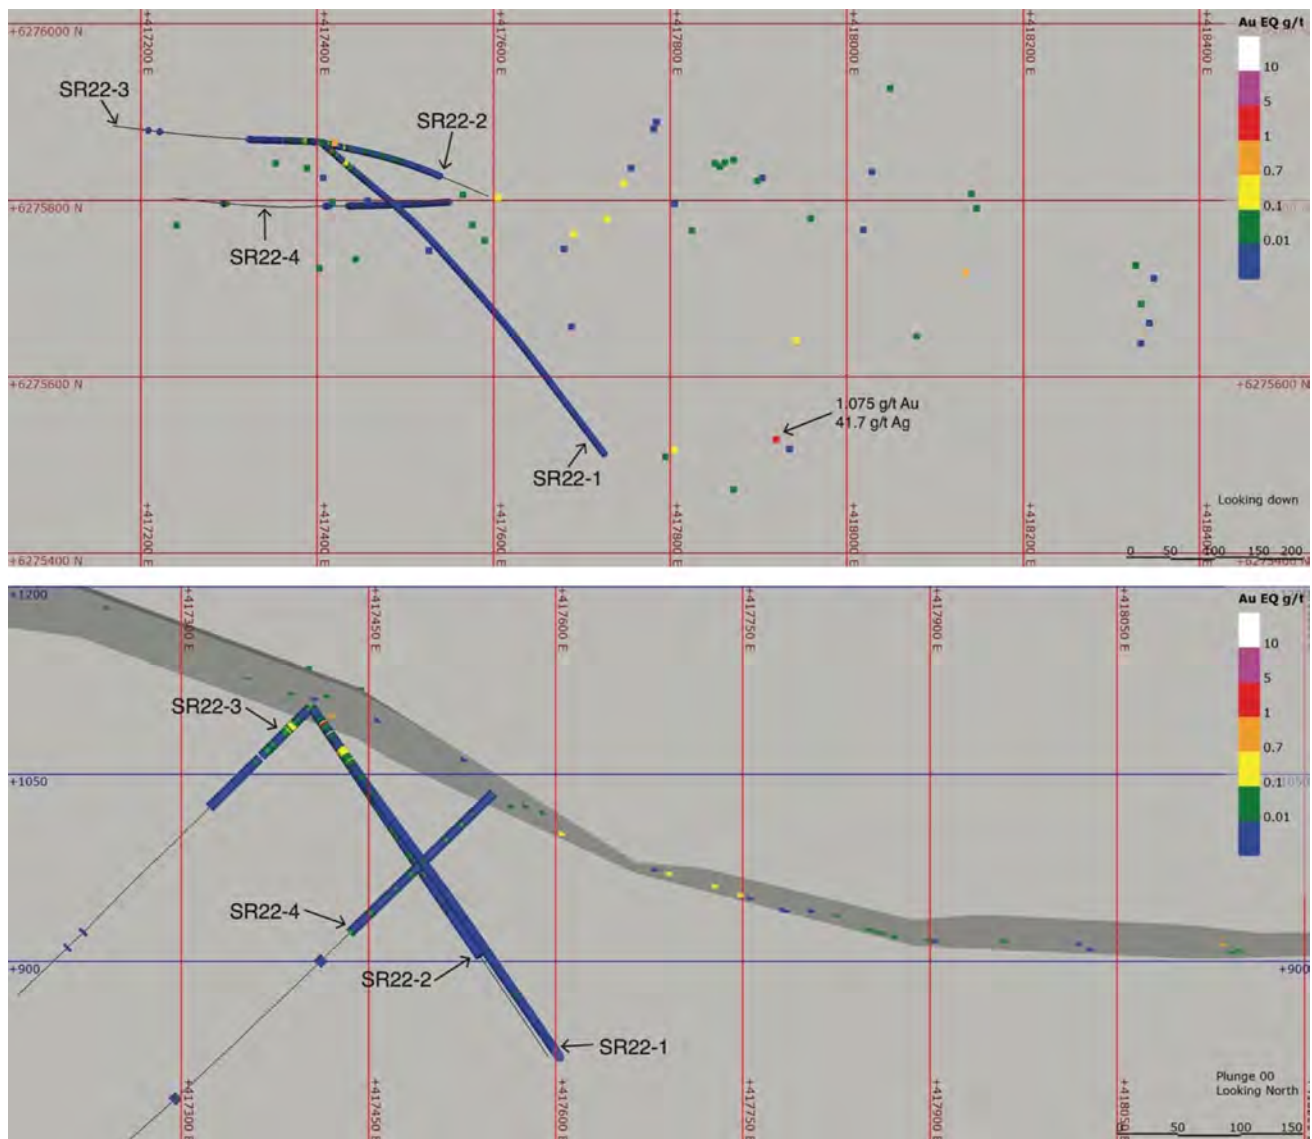 +6276000 N
+417200 E
+417400 E
+417600 E
+417800 E
+418000 E
+418200 E
+418400 E
Au EQ g/t
10
5
1
0.7
0.1
0.01
SR22-3
SR22-2
+6275800 N
SR22-4
+6275600 N
+6275600 N
1.075 g/t Au
41.7 g/t Ag
SR22-1
Looking down
+417200 E
+417400 E
+417600 E
+417800 E
+418000 E
+418200 E
+418400 E
0 50 100 150 200
+6275400 N
+6275400 N
+1200
+417300 E
+417450 E
+417600 E
+417750 E
+417900 E
+418050 E
Au EQ g/t
10
5
1
0.7
0.1
0.01
SR22-3
+1050
+1050
SR22-4
SR22-2
+900
+900
SR22-1
Plunge 00
Looking North
+417300 E
+417450 E
+417600 E
+417750 E
+417900 E
+418050 E
50 100 150